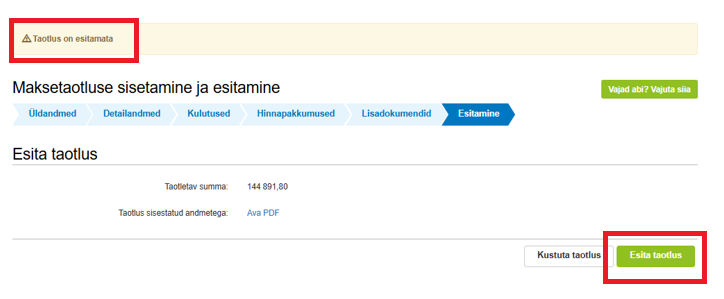 Taotlus on esitamata
Maksetaotluse sisetamine ja esitamine
Vajad abi? Vajuta siia
Üldandmed Detailandmed Kulutused Hinnapakkumused Lisadokumendid Esitamine
Esita taotlus
Taotletav summa: 144 891,80
Taotlus sisestatud andmetega: Ava PDF
Kustuta taotlus Esita taotlus